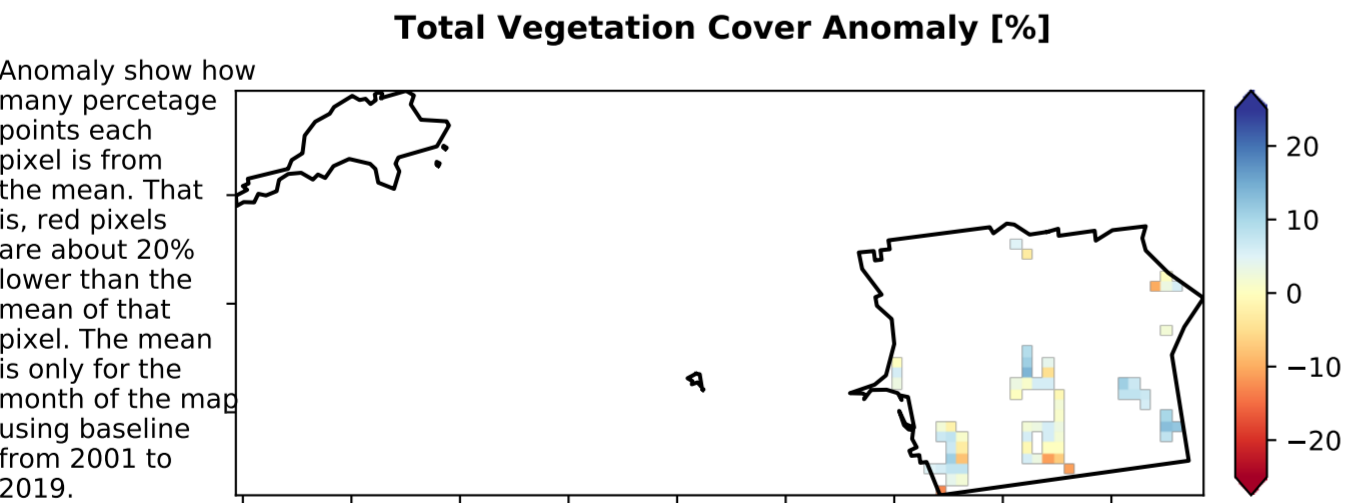 Total Vegetation Cover Anomaly [%]
Anomaly show how
many percetage
points each
pixel is from
the mean. That
is, red pixels
are about 20%
lower than the
mean of that
pixel. The mean
is only for the
month of the map
using baseline
from 2001 to
2019.
20
10
0
−10
−20